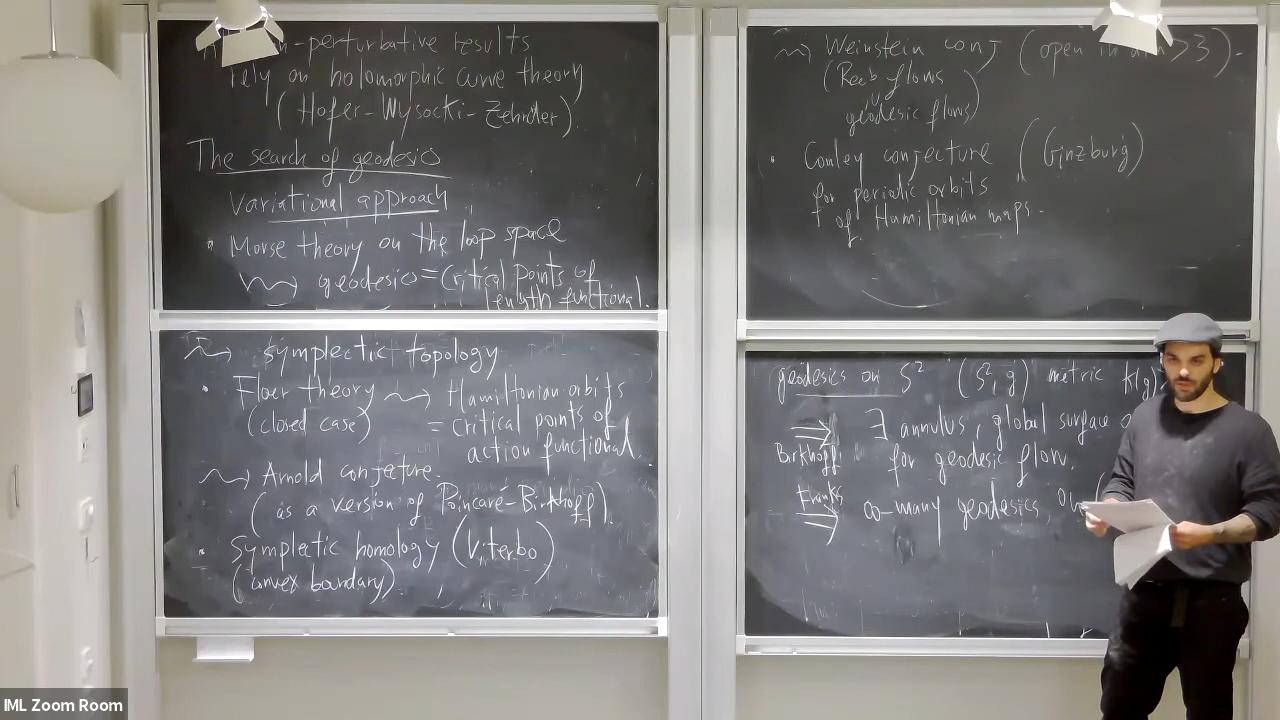 -perturbative results
rely on holomorphic curve theory
(Hofer-Wysocki-Zehnder)
The search of geodesics
Variational approach
• Morse theory on the loop space
⇝ geodesics = critical points of
length functional.
⇝ symplectic topology
• Floer theory ⇝ Hamiltonian orbits
(closed case) = critical points of
action functional.
⇝ Arnold conjecture.
(as a version of Poincaré-Birkhoff).
• Symplectic homology (Viterbo)
(convex boundary).
⇝ Weinstein conj (open in dim >3).
(Reeb flows
∪
geodesic flows)
• Conley conjecture (Ginzburg)
for periodic orbits
of Hamiltonian maps.
geodesics on S² (S², g) metric K(g)
⟹ ∃ annulus, global surface
Birkhoff for geodesic flow.
Franks
⟹ ∞-many geodesics,
IML Zoom Room